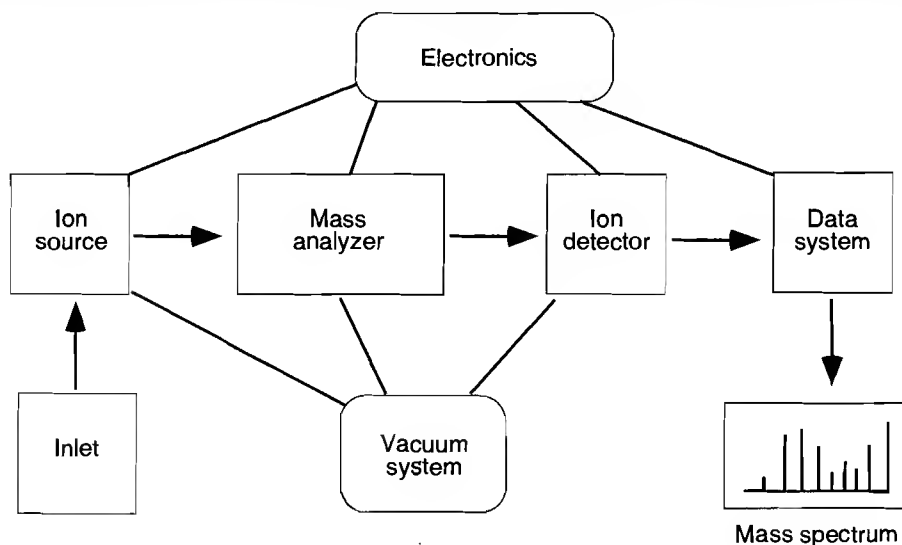 Electronics
Ion
source
Mass
analyzer
Ion
detector
Data
system
Inlet
Vacuum
system
Mass spectrum